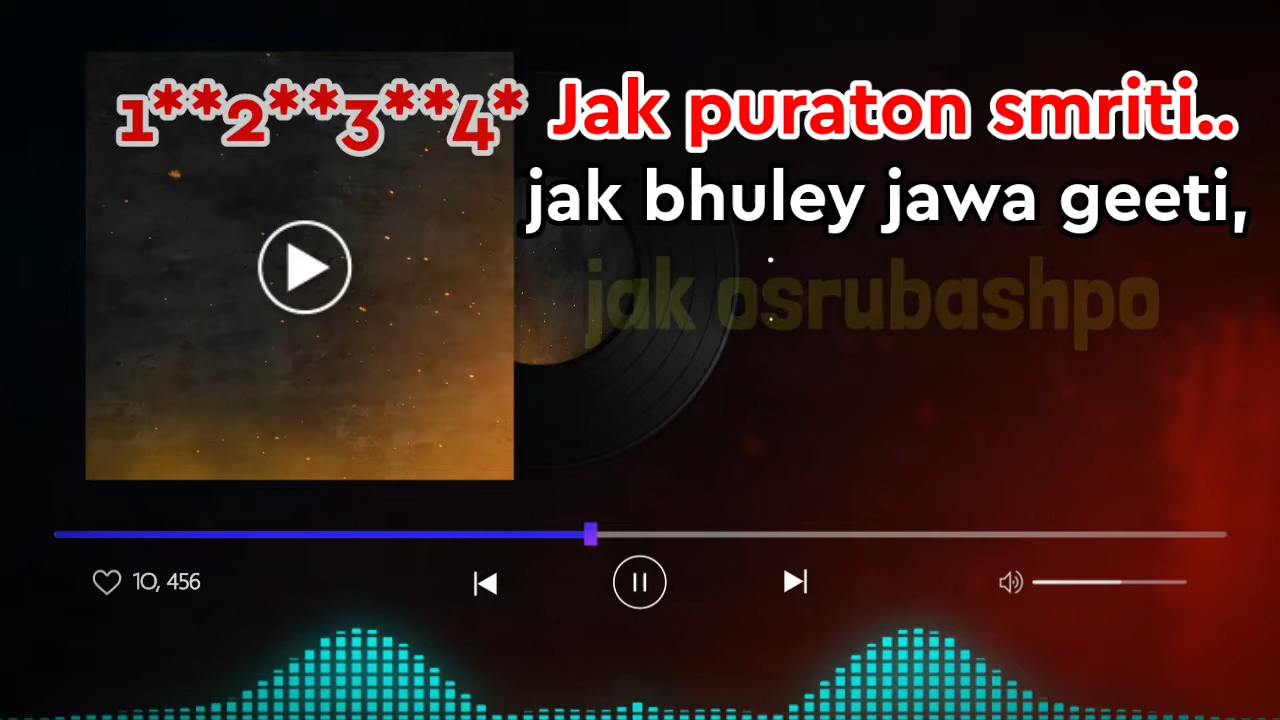 1**2**3**4* Jak puraton smriti..
jak bhuley jawa geeti,
jak osrubashpo
10, 456